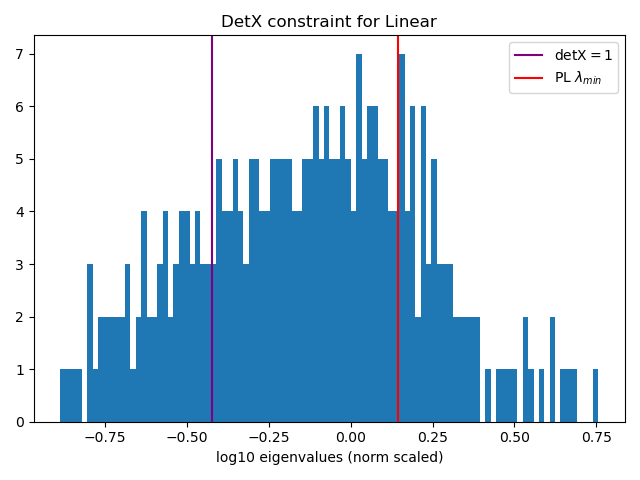 DetX constraint for Linear
detX = 1
PL λmin
7
6
5
4
3
2
1
0
−0.75 −0.50 −0.25 0.00 0.25 0.50 0.75
log10 eigenvalues (norm scaled)